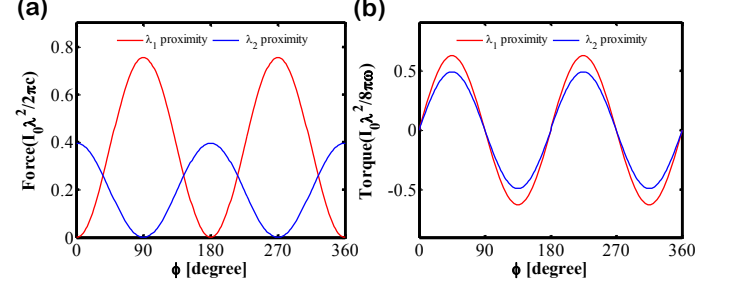 (a)
λ1 proximity
λ2 proximity
Force(I0λ²/2πc)
0.8
0.6
0.4
0.2
0
0 90 180 270 360
ϕ [degree]
(b)
λ1 proximity
λ2 proximity
Torque(I0λ²/8πω)
0.5
0
-0.5
0 90 180 270 360
ϕ [degree]